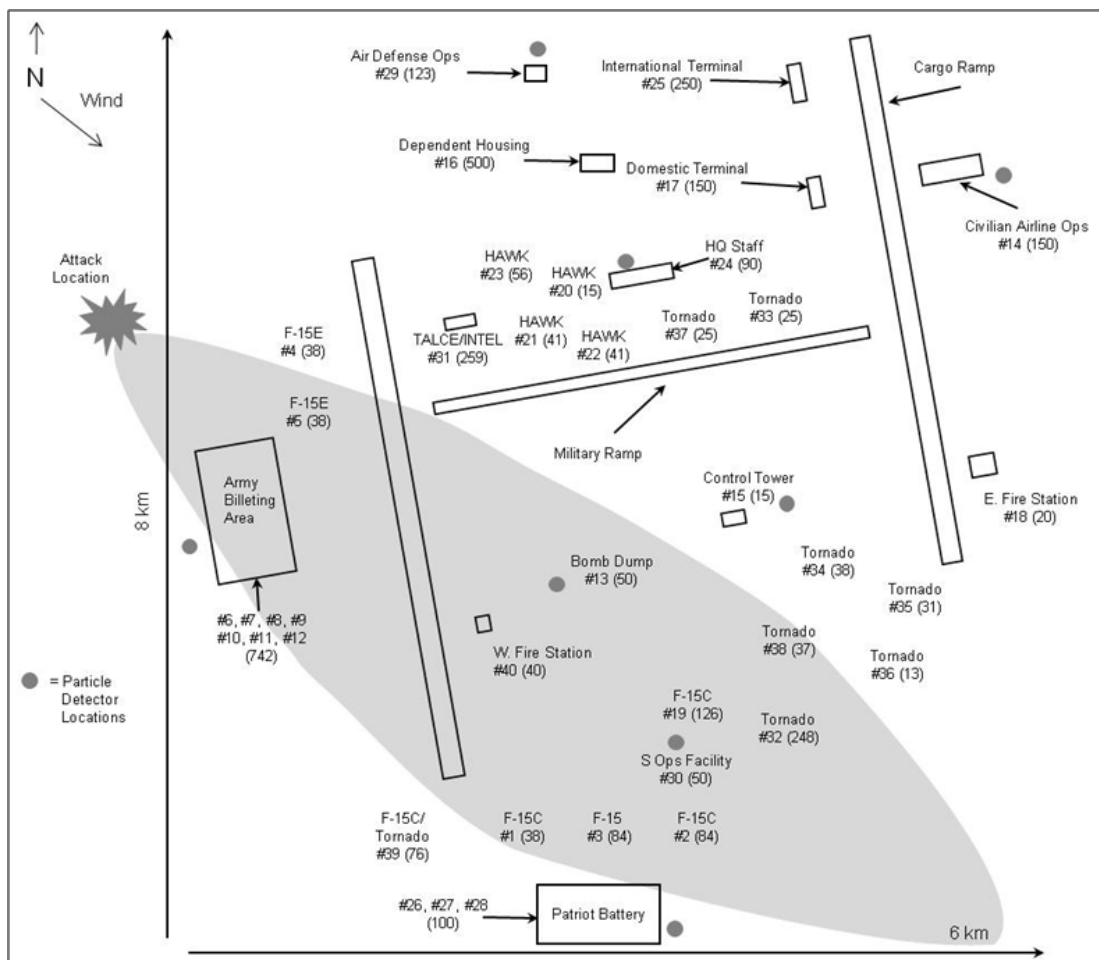 N
Wind
8 km
6 km
Attack
Location
Air Defense Ops
#29 (123)
International Terminal
#25 (250)
Cargo Ramp
Dependent Housing
#16 (500)
Domestic Terminal
#17 (150)
Civilian Airline Ops
#14 (150)
HAWK
#23 (56)
HAWK
#20 (15)
HQ Staff
#24 (90)
F-15E
#4 (38)
TALCE/INTEL
#31 (259)
HAWK
#21 (41)
HAWK
#22 (41)
Tornado
#37 (25)
Tornado
#33 (25)
F-15E
#5 (38)
Military Ramp
Army
Billeting
Area
Control Tower
#15 (15)
E. Fire Station
#18 (20)
Bomb Dump
#13 (50)
Tornado
#34 (38)
Tornado
#35 (31)
#6, #7, #8, #9
#10, #11, #12
(742)
W. Fire Station
#40 (40)
Tornado
#38 (37)
Tornado
#36 (13)
= Particle
Detector
Locations
F-15C
#19 (126)
Tornado
#32 (248)
S Ops Facility
#30 (50)
F-15C/
Tornado
#39 (76)
F-15C
#1 (38)
F-15
#3 (84)
F-15C
#2 (84)
#26, #27, #28
(100)
Patriot Battery